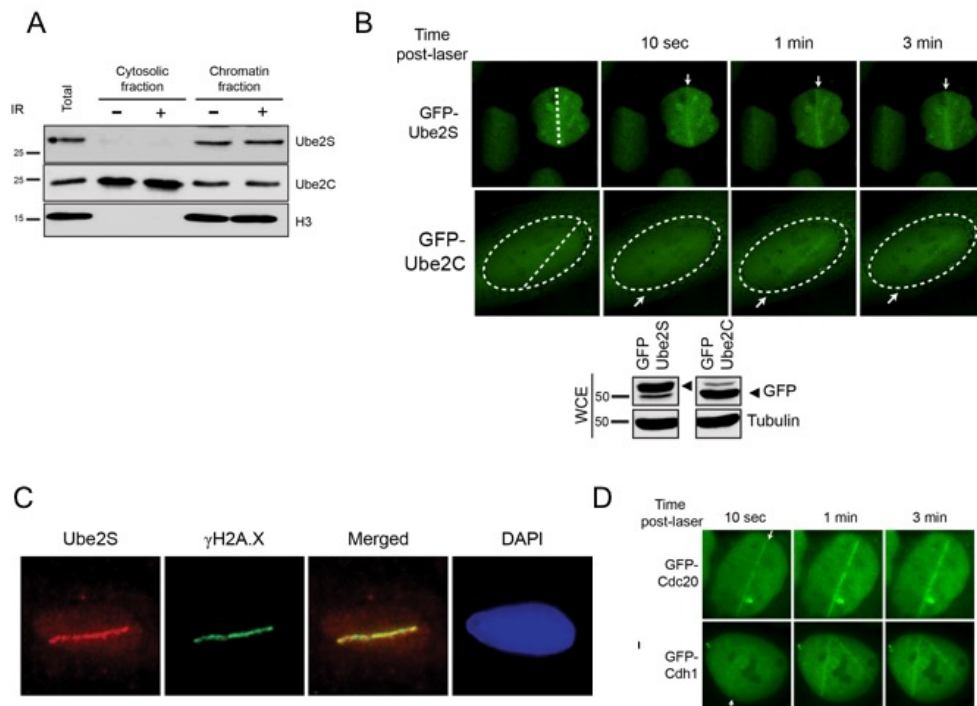 A
Cytosolic fraction
Chromatin fraction
Total
IR
–
+
–
+
25
Ube2S
25
Ube2C
15
H3
B
Time post-laser
10 sec
1 min
3 min
GFP-Ube2S
GFP-Ube2C
GFP Ube2S
GFP Ube2C
WCE
50
GFP
50
Tubulin
C
Ube2S
γH2A.X
Merged
DAPI
D
Time post-laser
10 sec
1 min
3 min
GFP-Cdc20
GFP-Cdh1